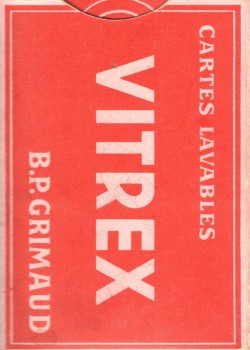 CARTES LAVABLES
VITREX
B.P. GRIMAUD